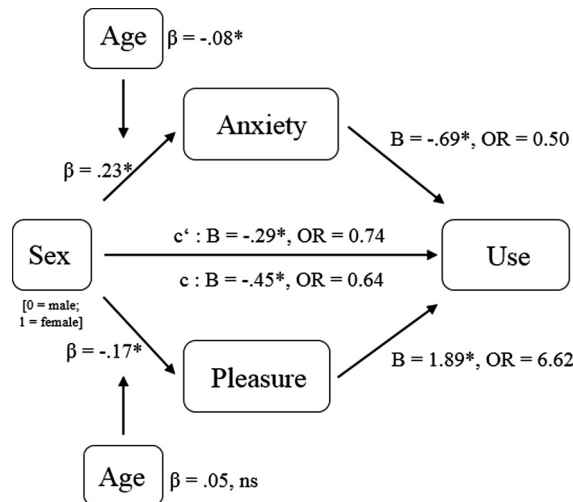 Age β = -.08*
Anxiety
B = -.69*, OR = 0.50
β = .23*
c‘ : B = -.29*, OR = 0.74
Sex
Use
c : B = -.45*, OR = 0.64
[0 = male;
1 = female]
β = -.17*
Pleasure
B = 1.89*, OR = 6.62
Age β = .05, ns